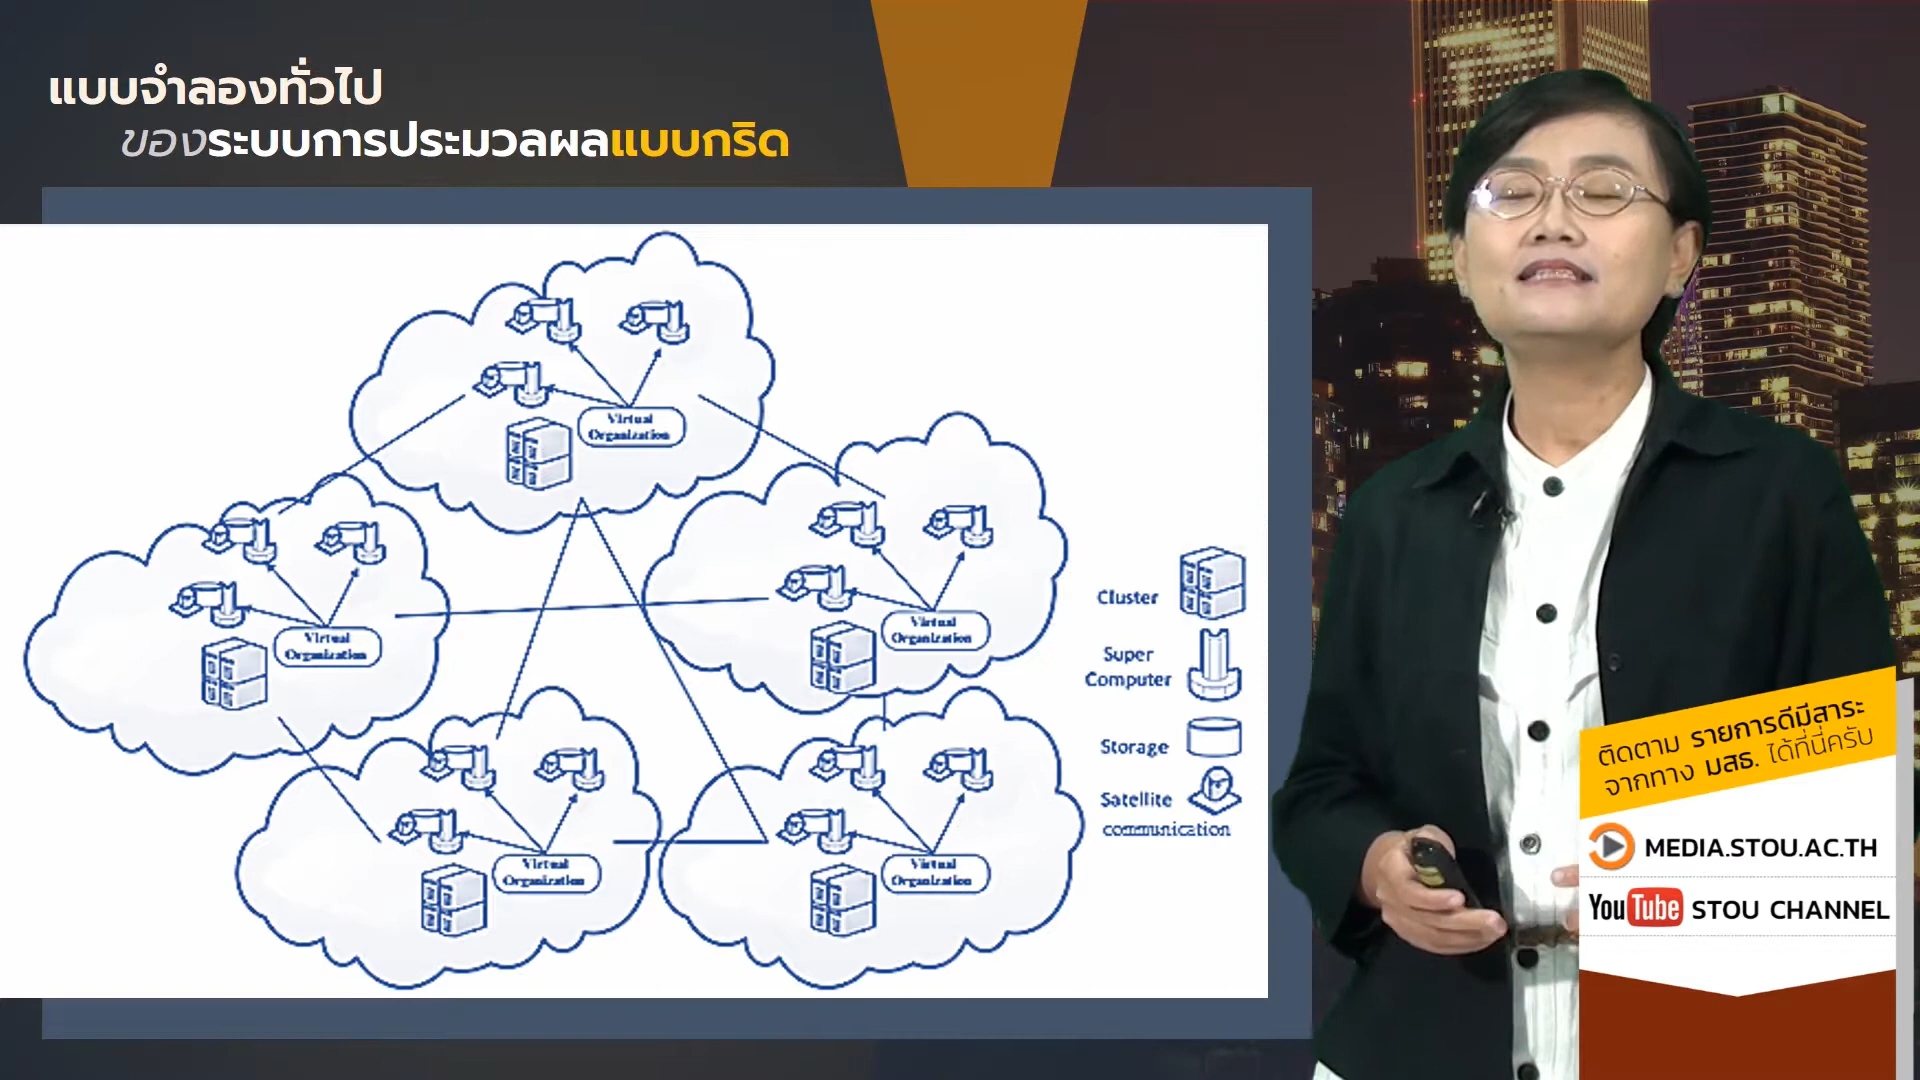 แบบจำลองทั่วไป
ของระบบการประมวลผลแบบกริด
Virtual
Organization
Virtual
Organization
Virtual
Organization
Virtual
Organization
Virtual
Organization
Cluster
Super
Computer
Storage
Satellite
communication
ติดตาม รายการดีมีสาระ
จากทาง มสธ. ได้ที่นี่ครับ
MEDIA.STOU.AC.TH
YouTube STOU CHANNEL